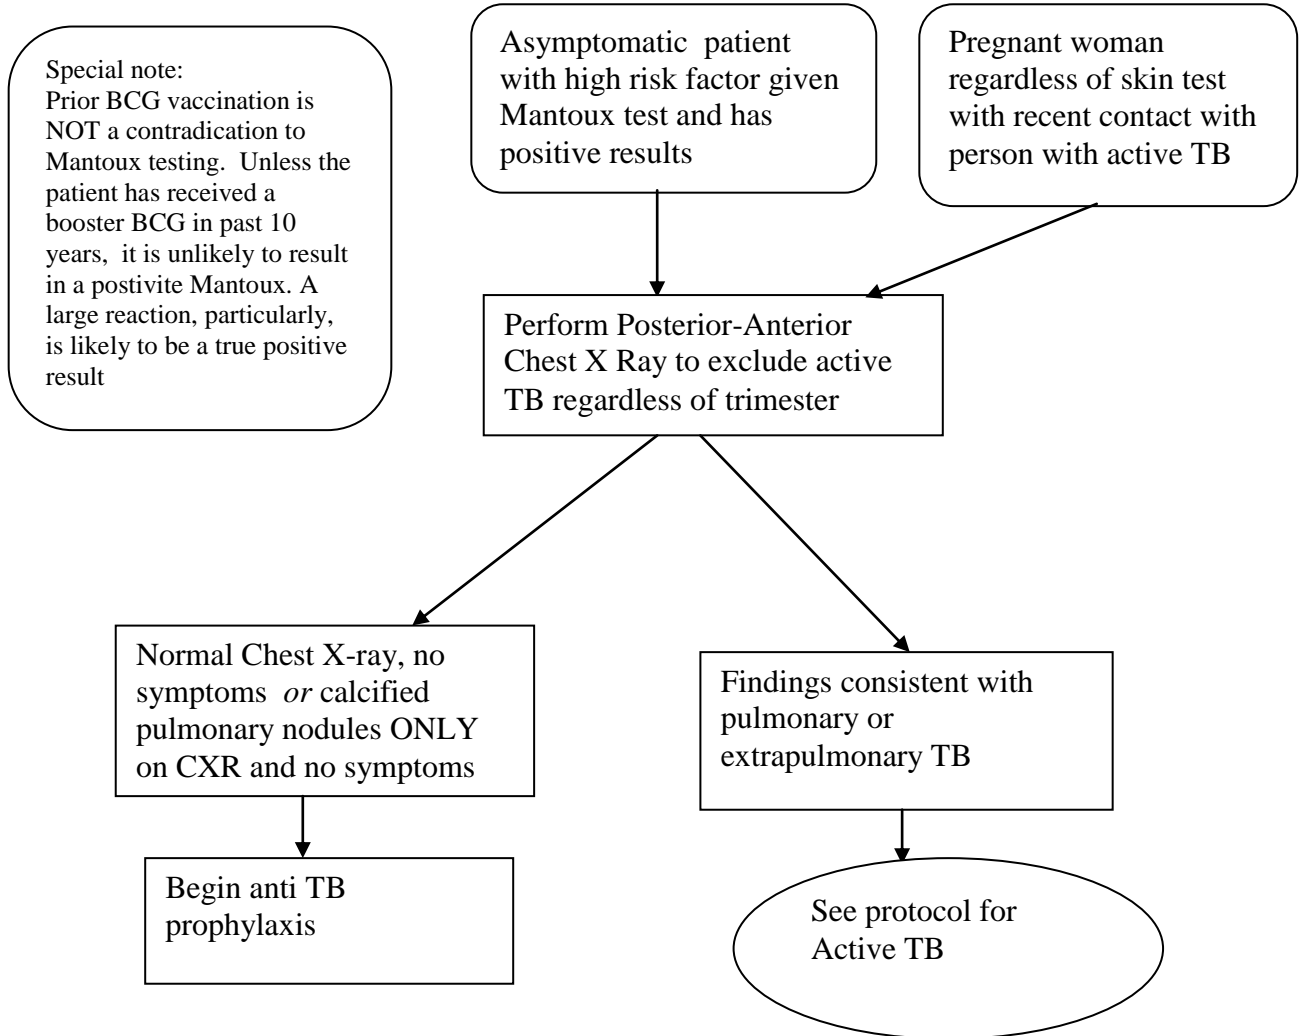 Special note:
Prior BCG vaccination is
NOT a contradication to
Mantoux testing.  Unless the
patient has received a
booster BCG in past 10
years,  it is unlikely to result
in a postivite Mantoux. A
large reaction, particularly,
is likely to be a true positive
result
Asymptomatic  patient
with high risk factor given
Mantoux test and has
positive results
Pregnant woman
regardless of skin test
with recent contact with
person with active TB
Perform Posterior-Anterior
Chest X Ray to exclude active
TB regardless of trimester
Normal Chest X-ray, no
symptoms  or calcified
pulmonary nodules ONLY
on CXR and no symptoms
Findings consistent with
pulmonary or
extrapulmonary TB
Begin anti TB
prophylaxis
See protocol for
Active TB